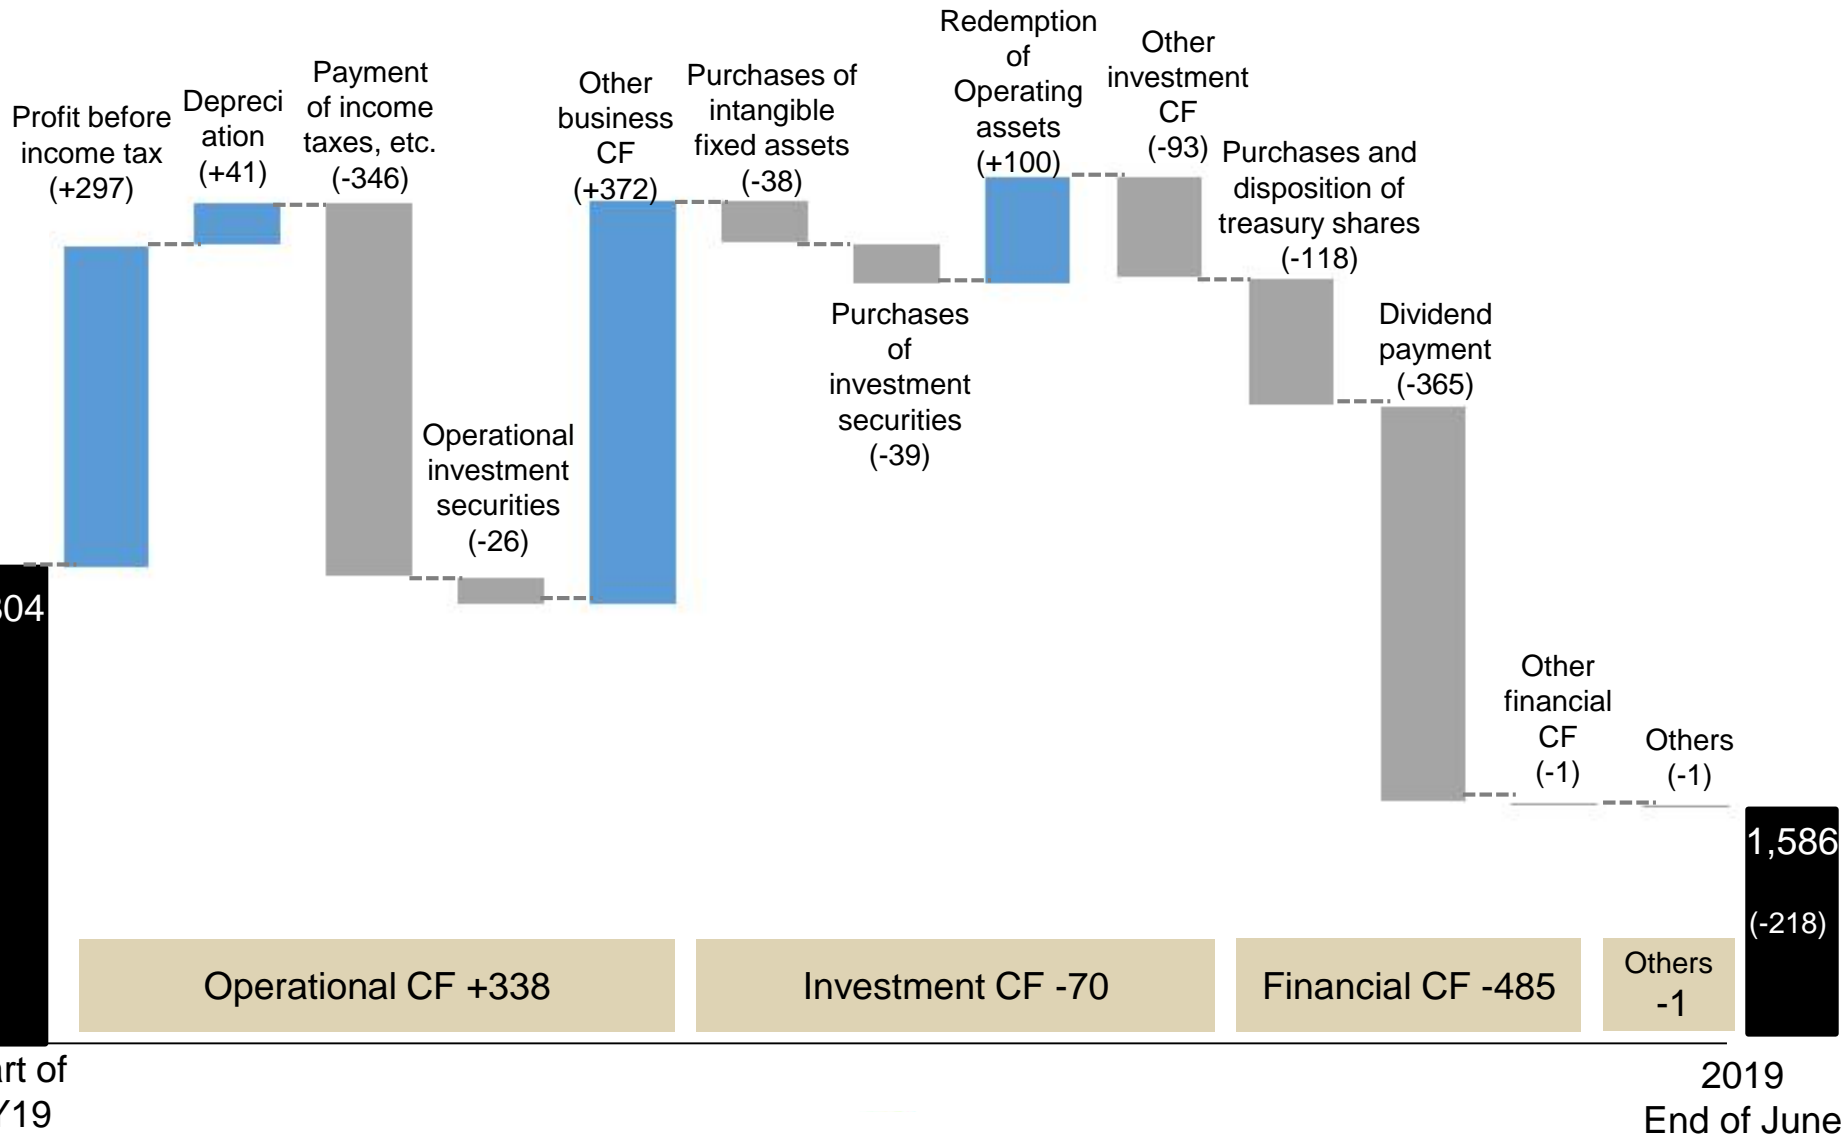 Profit before
income tax
(+297)
Depreci
ation
(+41)
Payment
of income
taxes, etc.
(-346)
Operational
investment
securities
(-26)
Other
business
CF
(+372)
Purchases of
intangible
fixed assets
(-38)
Purchases
of
investment
securities
(-39)
Redemption
of
Operating
assets
(+100)
Other
investment
CF
(-93)
Purchases and
disposition of
treasury shares
(-118)
Dividend
payment
(-365)
Other
financial
CF
(-1)
Others
(-1)
04
1,586
(-218)
Operational CF +338
Investment CF -70
Financial CF -485
Others
-1
rt of
Y19
2019
End of June